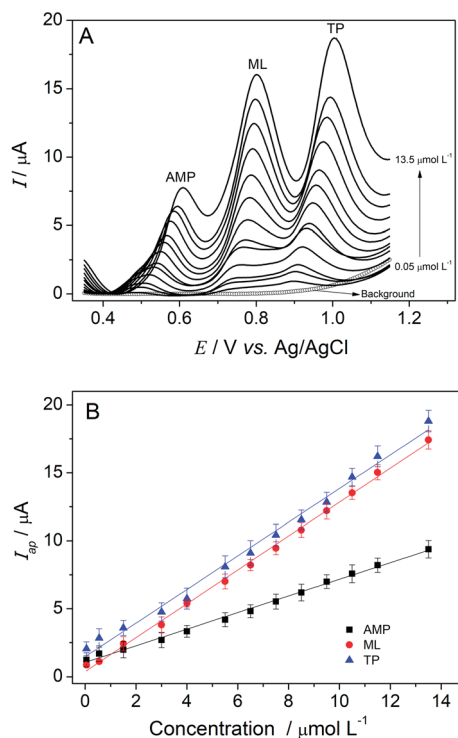 A
TP
ML
AMP
13.5 μmol L⁻¹
0.05 μmol L⁻¹
Background
I / μA
20
15
10
5
0
0.4 0.6 0.8 1.0 1.2
E / V vs. Ag/AgCl
B
I_ap / μA
20
15
10
5
0
AMP
ML
TP
0 2 4 6 8 10 12 14
Concentration / μmol L⁻¹